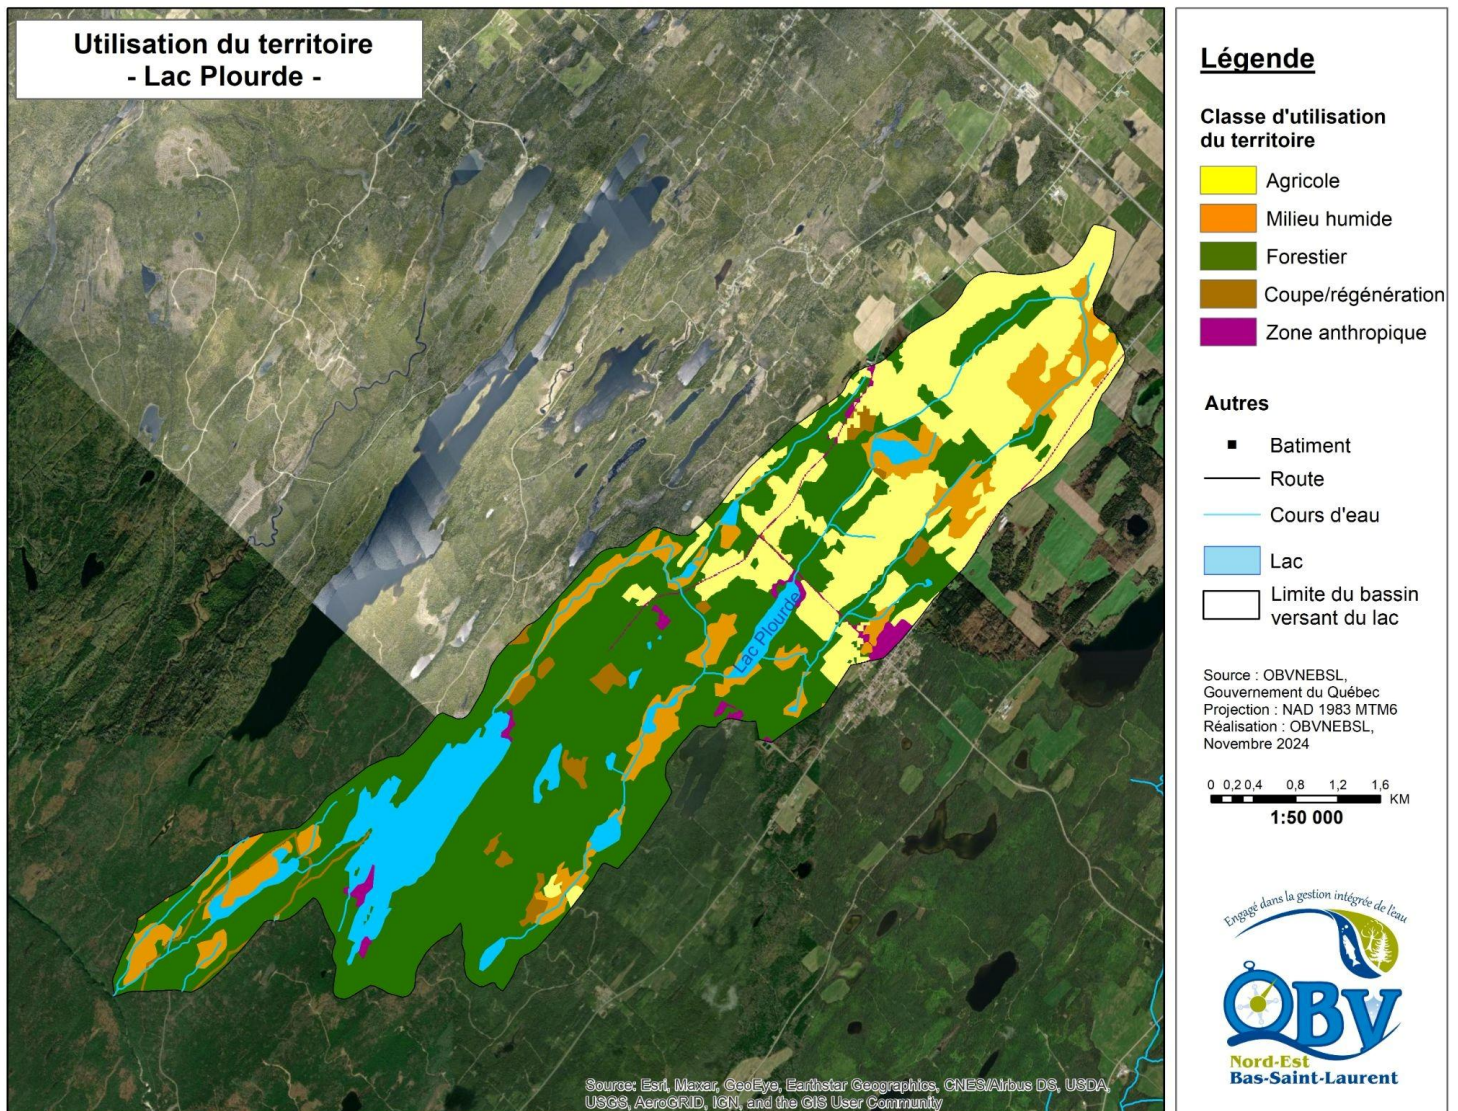 Utilisation du territoire
- Lac Plourde -
Lac Plourde
Source: Esri, Maxar, GeoEye, Earthstar Geographics, CNES/Airbus DS, USDA,
USGS, AeroGRID, IGN, and the GIS User Community
Légende
Classe d'utilisation
du territoire
Agricole
Milieu humide
Forestier
Coupe/régénération
Zone anthropique
Autres
Batiment
Route
Cours d'eau
Lac
Limite du bassin
versant du lac
Source : OBVNEBSL,
Gouvernement du Québec
Projection : NAD 1983 MTM6
Réalisation : OBVNEBSL,
Novembre 2024
0 0,2 0,4 0,8 1,2 1,6
KM
1:50 000
Engagé dans la gestion intégrée de l'eau
OBV
Nord-Est
Bas-Saint-Laurent